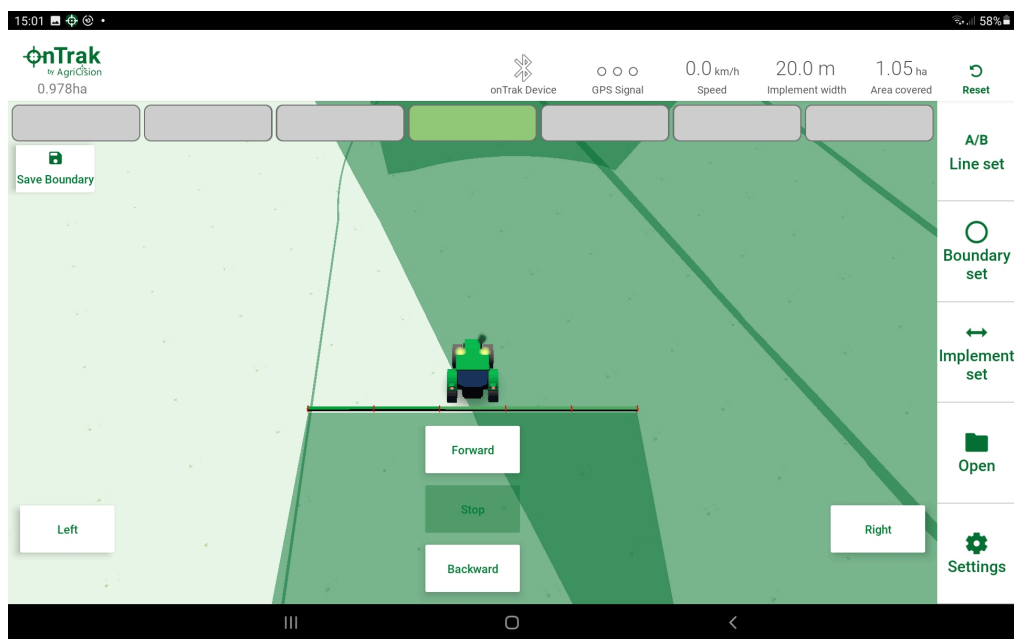 15:01
58%
onTrak
by AgriCision
0.978ha
onTrak Device
GPS Signal
0.0 km/h
Speed
20.0 m
Implement width
1.05 ha
Area covered
Reset
Save Boundary
A/B
Line set
Boundary
set
Implement
set
Open
Settings
Forward
Stop
Backward
Left
Right